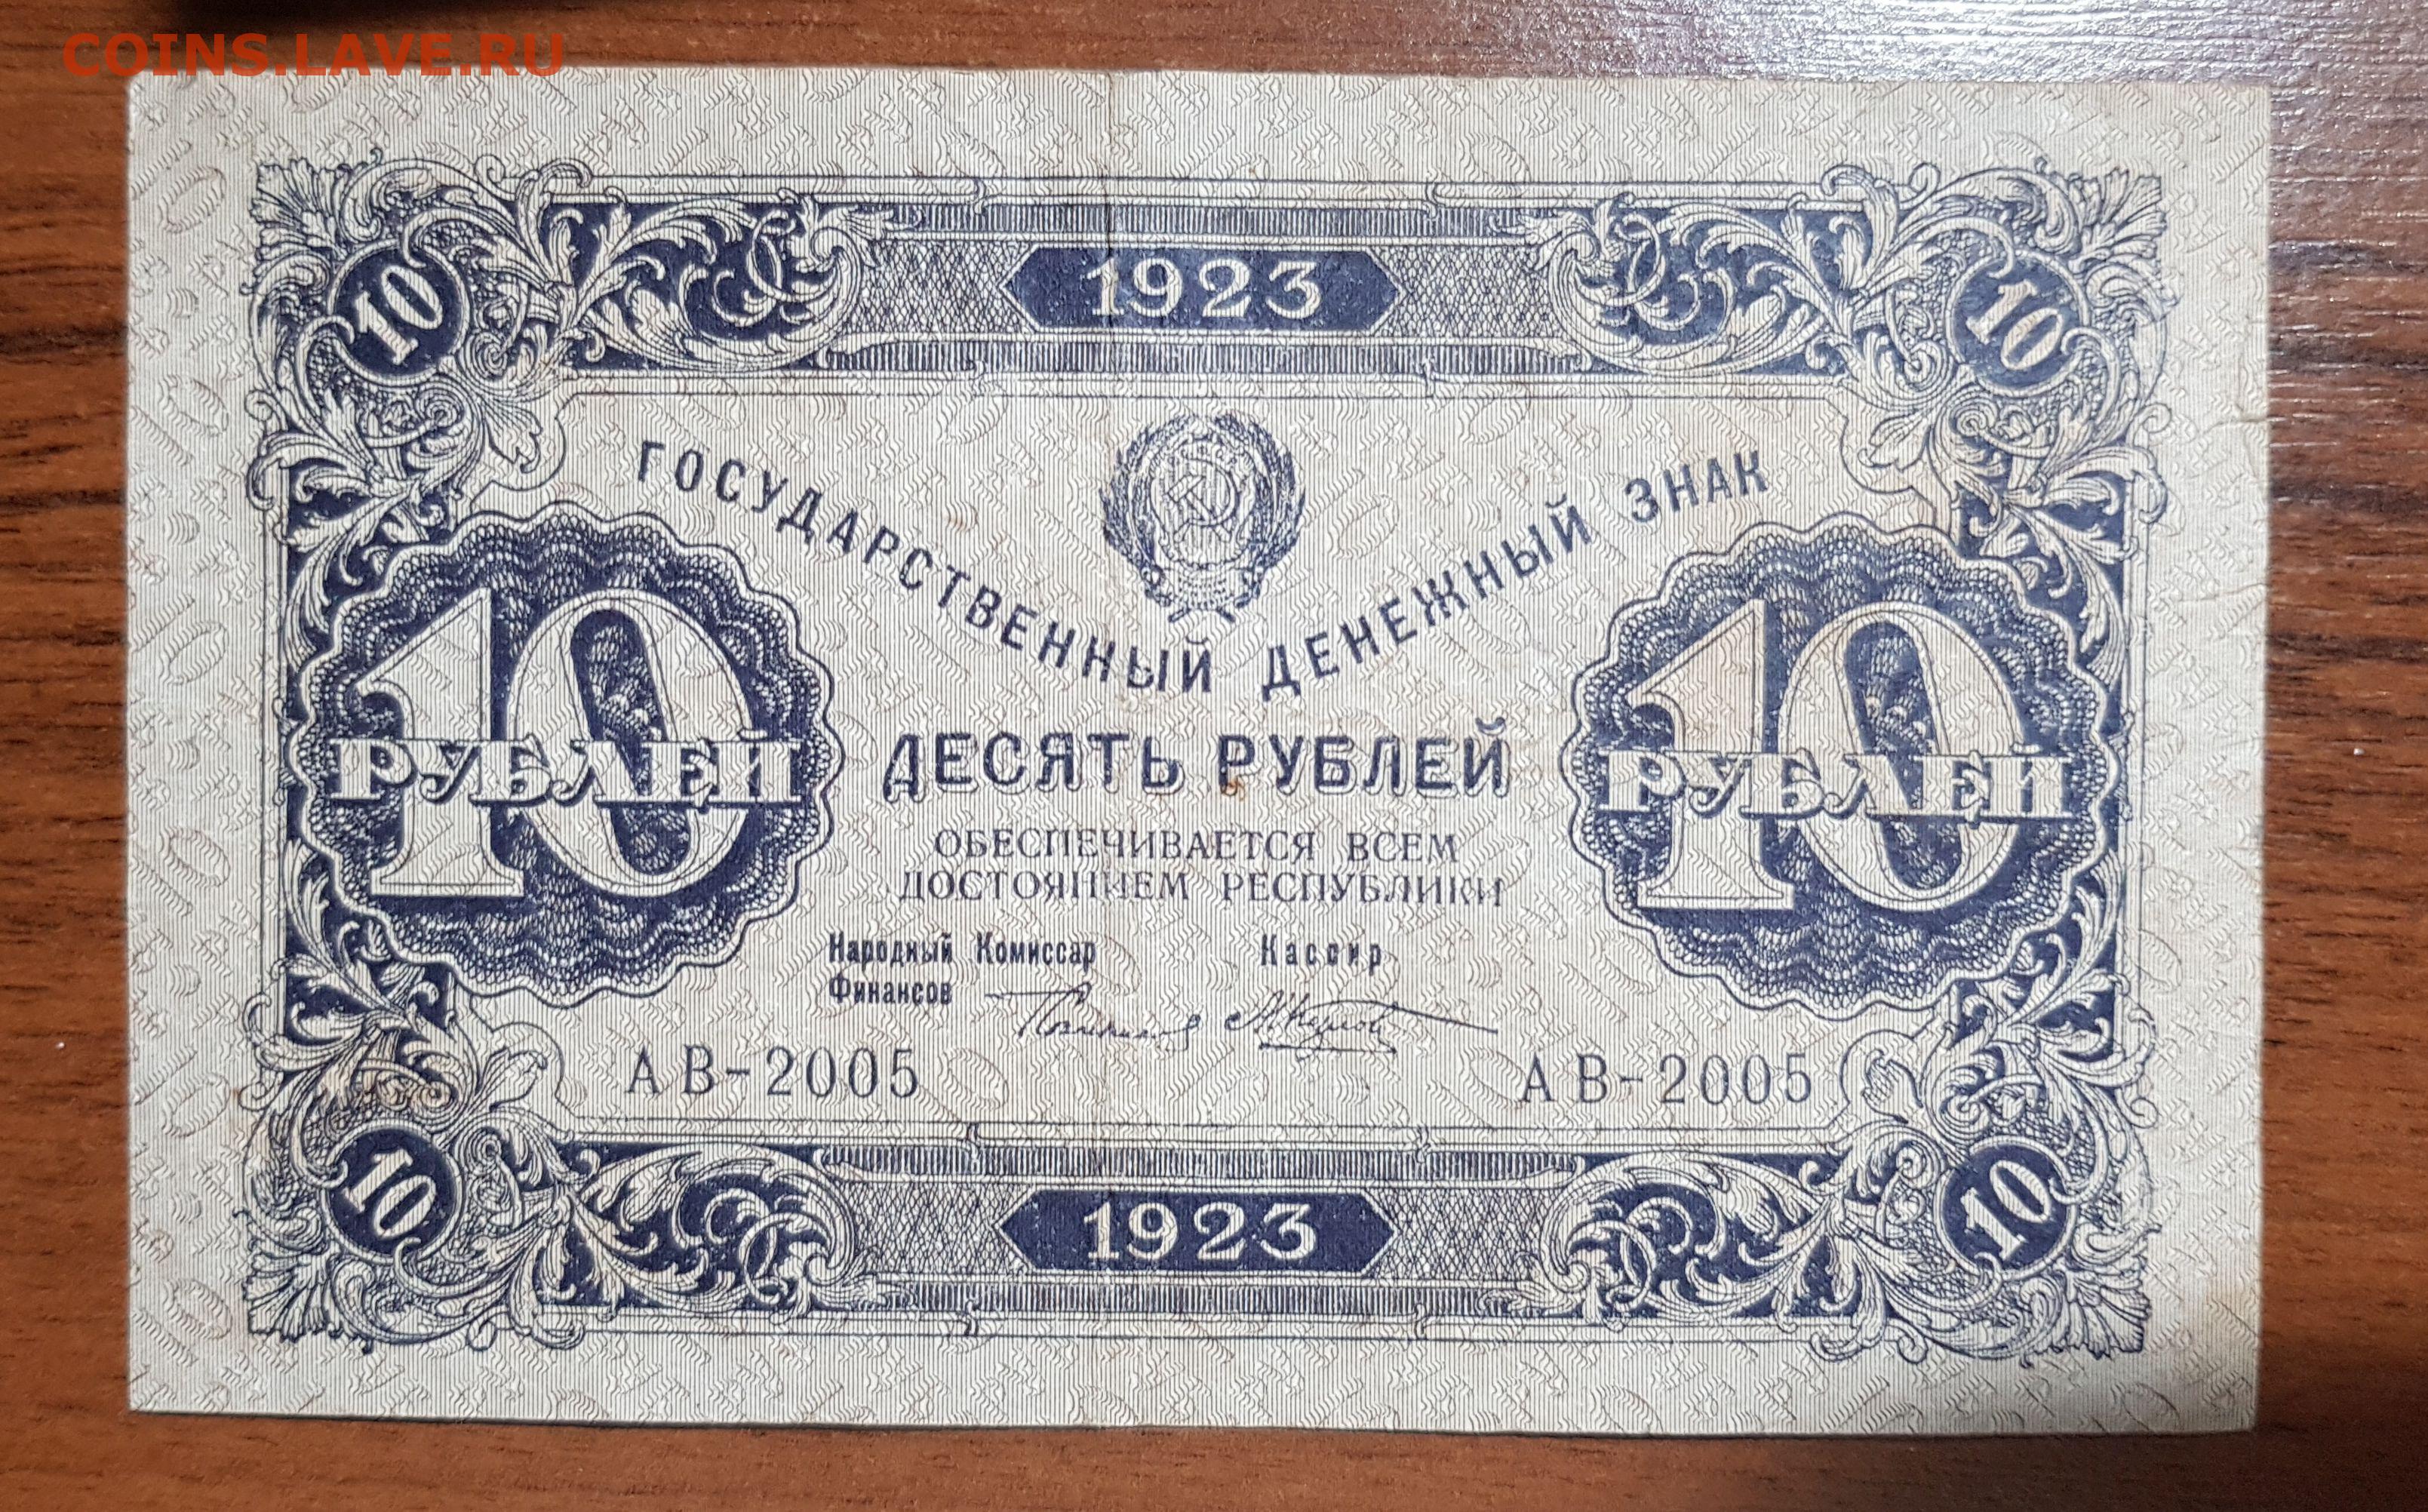 COINS.LAVE.RU
1923
10 10
ГОСУДАРСТВЕННЫЙ ДЕНЕЖНЫЙ ЗНАК
10 РУБЛЕЙ
10 РУБЛЕЙ
ДЕСЯТЬ РУБЛЕЙ
ОБЕСПЕЧИВАЕТСЯ ВСЕМ
ДОСТОЯНИЕМ РЕСПУБЛИКИ
Народный Комиссар Кассир
Финансов
АВ-2005 АВ-2005
10 10
1923